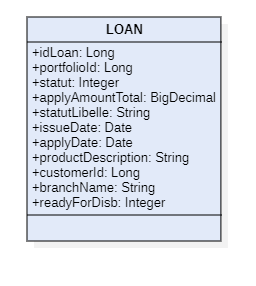 LOAN
+idLoan: Long
+portfolioId: Long
+statut: Integer
+applyAmountTotal: BigDecimal
+statutLibelle: String
+issueDate: Date
+applyDate: Date
+productDescription: String
+customerId: Long
+branchName: String
+readyForDisb: Integer